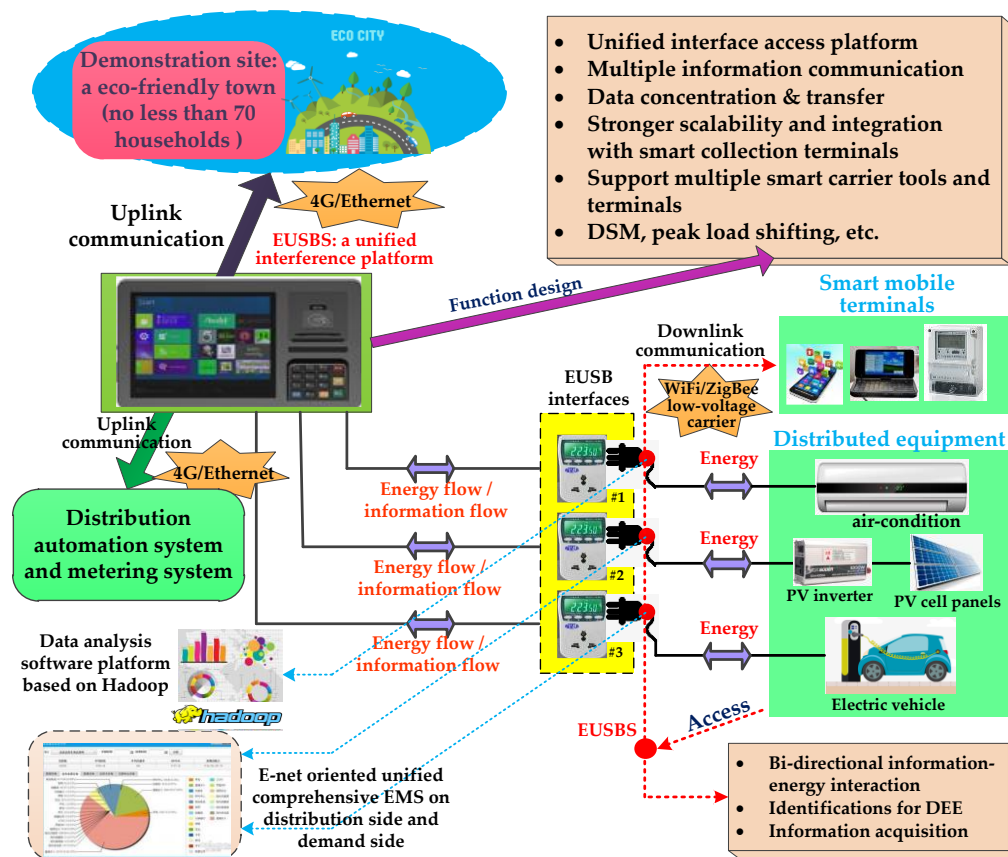 ECO CITY
Demonstration site:
a eco-friendly town
(no less than 70
households )
• Unified interface access platform
• Multiple information communication
• Data concentration & transfer
• Stronger scalability and integration
with smart collection terminals
• Support multiple smart carrier tools and
terminals
• DSM, peak load shifting, etc.
4G/Ethernet
Uplink
communication
EUSBS: a unified
interference platform
Function design
Smart mobile
terminals
Downlink
communication
WiFi/ZigBee
low-voltage
carrier
EUSB
interfaces
Uplink
communication
4G/Ethernet
Distribution
automation system
and metering system
Energy flow /
information flow
#1
Energy flow /
information flow
#2
Energy flow /
information flow
#3
Distributed equipment
Energy
air-condition
Energy
PV inverter
PV cell panels
Energy
Electric vehicle
Data analysis
software platform
based on Hadoop
hadoop
E-net oriented unified
comprehensive EMS on
distribution side and
demand side
EUSBS
Access
• Bi-directional information-
energy interaction
• Identifications for DEE
• Information acquisition